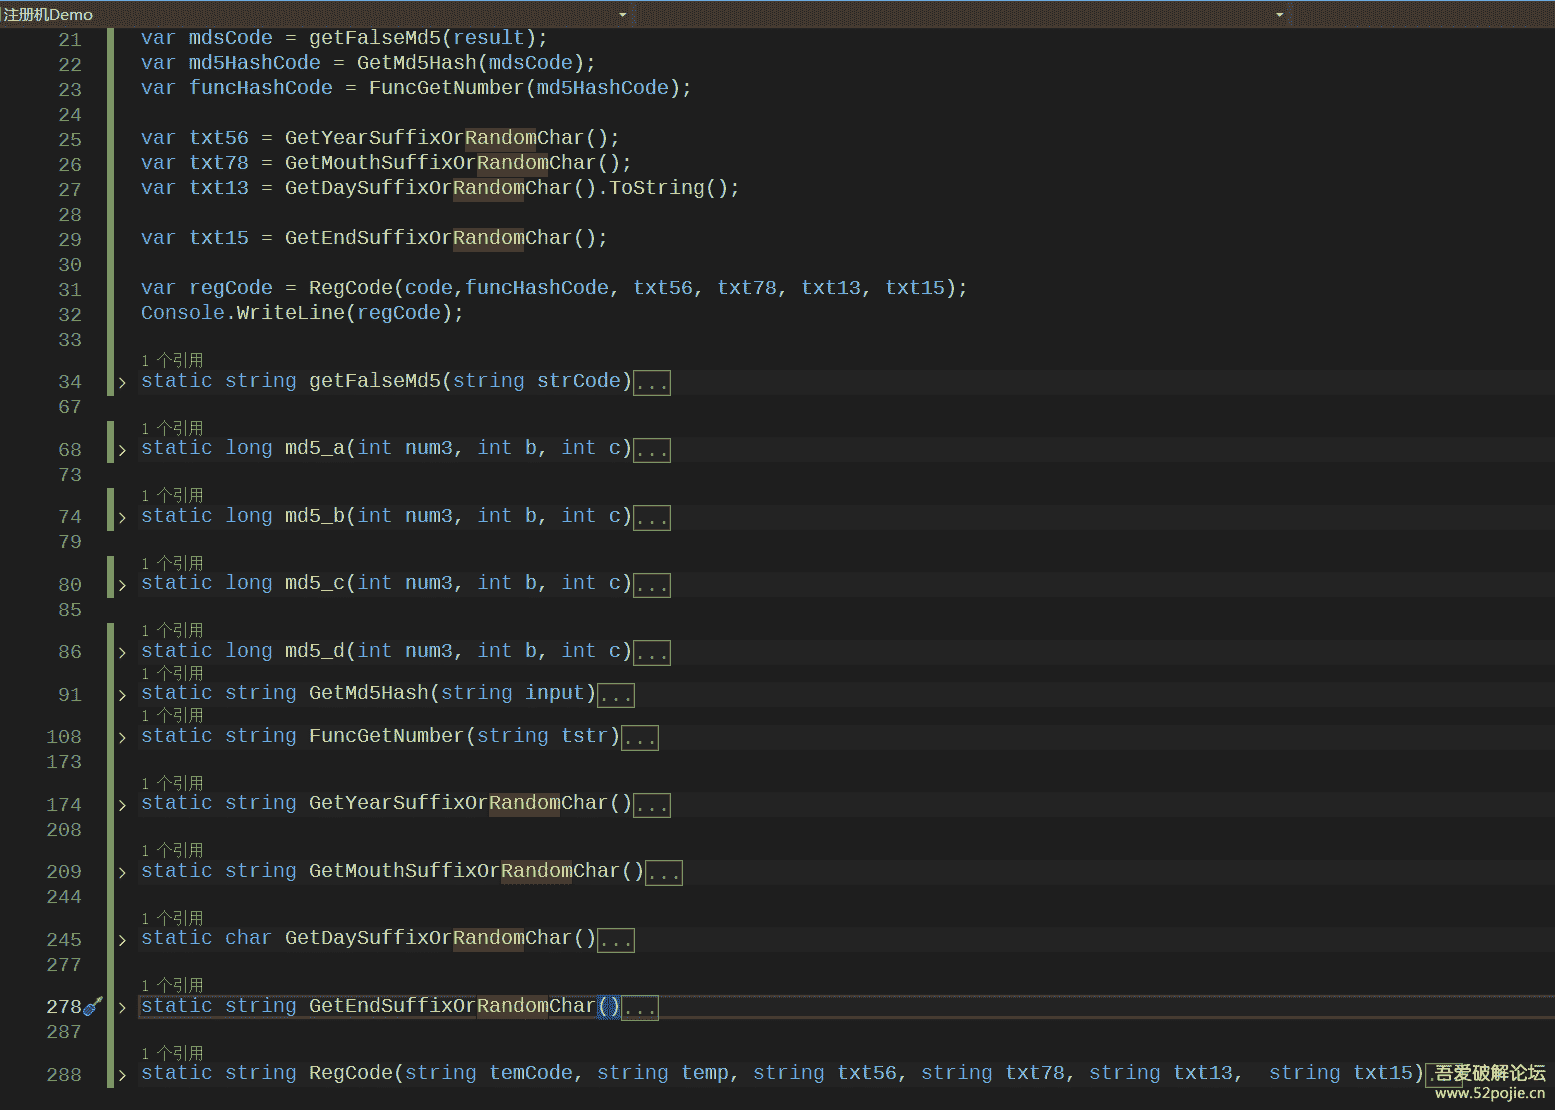 注册机Demo
21 var mdsCode = getFalseMd5(result);
22 var md5HashCode = GetMd5Hash(mdsCode);
23 var funcHashCode = FuncGetNumber(md5HashCode);
24
25 var txt56 = GetYearSuffixOrRandomChar();
26 var txt78 = GetMouthSuffixOrRandomChar();
27 var txt13 = GetDaySuffixOrRandomChar().ToString();
28
29 var txt15 = GetEndSuffixOrRandomChar();
30
31 var regCode = RegCode(code,funcHashCode, txt56, txt78, txt13, txt15);
32 Console.WriteLine(regCode);
33
1 个引用
34 static string getFalseMd5(string strCode)...
67
1 个引用
68 static long md5_a(int num3, int b, int c)...
73
1 个引用
74 static long md5_b(int num3, int b, int c)...
79
1 个引用
80 static long md5_c(int num3, int b, int c)...
85
1 个引用
86 static long md5_d(int num3, int b, int c)...
1 个引用
91 static string GetMd5Hash(string input)...
1 个引用
108 static string FuncGetNumber(string tstr)...
173
1 个引用
174 static string GetYearSuffixOrRandomChar()...
208
1 个引用
209 static string GetMouthSuffixOrRandomChar()...
244
1 个引用
245 static char GetDaySuffixOrRandomChar()...
277
1 个引用
278 static string GetEndSuffixOrRandomChar()...
287
1 个引用
288 static string RegCode(string temCode, string temp, string txt56, string txt78, string txt13,  string txt15)...
吾爱破解论坛
www.52pojie.cn